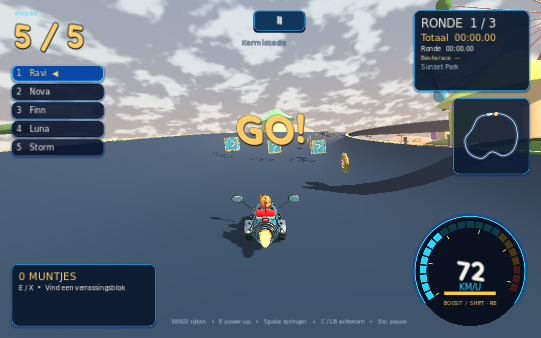 5 / 5
1 Ravi ◀
2 Nova
3 Finn
4 Luna
5 Storm
Kermiskade
RONDE 1 / 3
Totaal 00:00.00
Ronde 00:00.00
Besterace —
Sunset Park
GO!
? ? ?
0 MUNTJES
E / X • Vind een verrassingsblok
WASD rijden • E power-up • Spatie springen • C / LB achterom • Esc pauze
72
KM/U
BOOST / SHIFT · RB